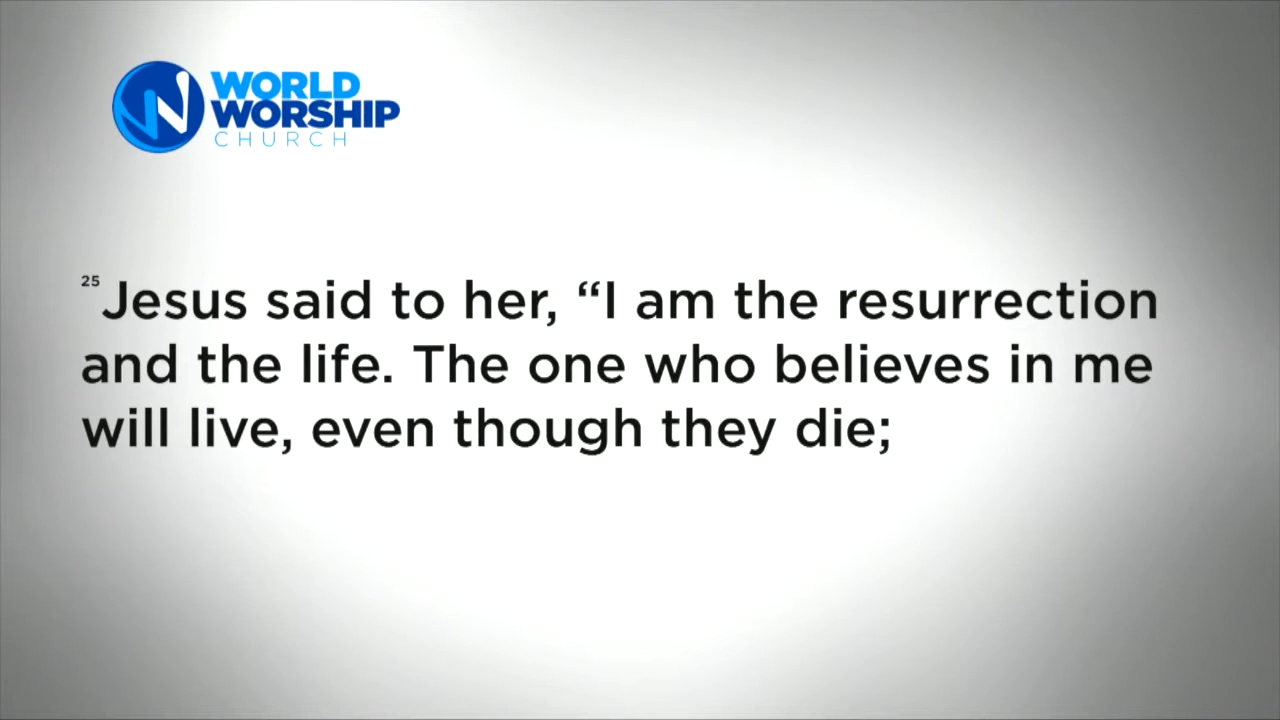 WORLD
WORSHIP
CHURCH
25 Jesus said to her, “I am the resurrection
and the life. The one who believes in me
will live, even though they die;